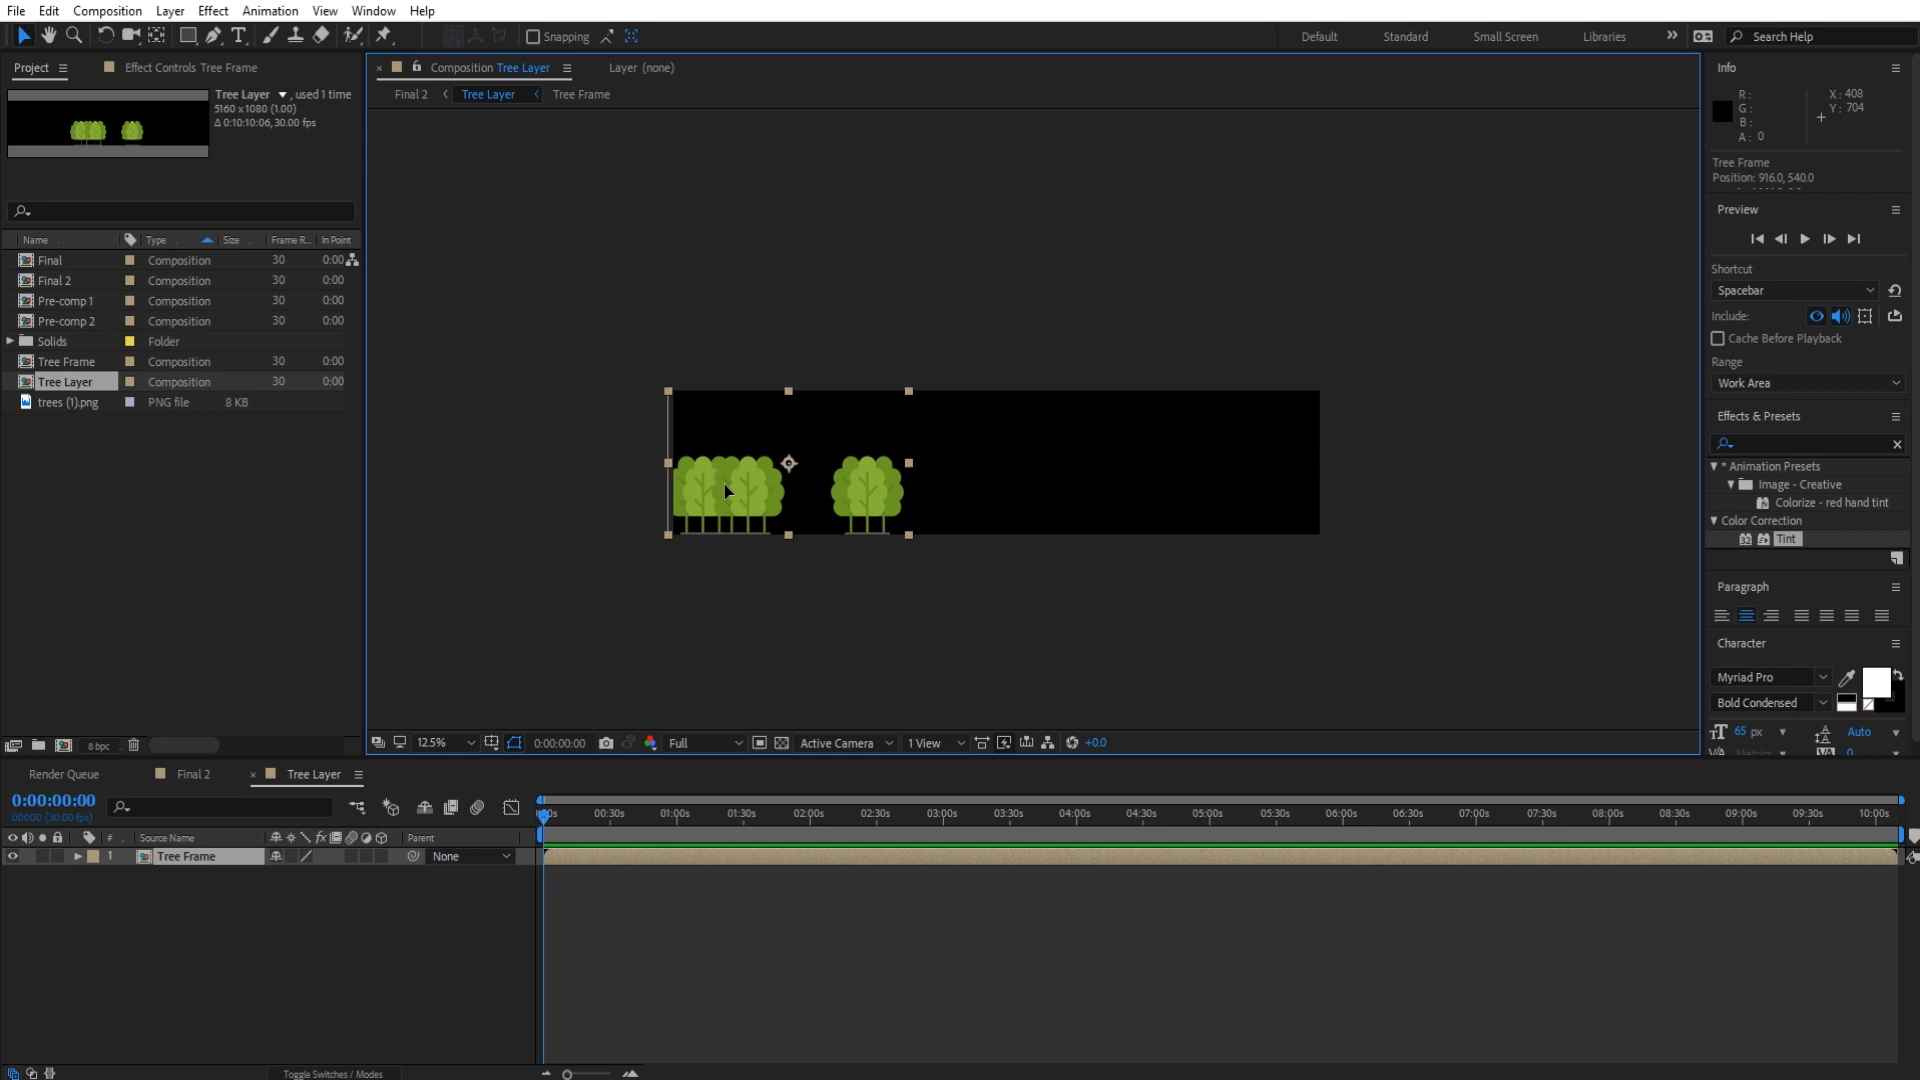 File Edit Composition Layer Effect Animation View Window Help
Snapping
Default Standard Small Screen Libraries Search Help
Project Effect Controls Tree Frame
Composition Tree Layer Layer (none)
Final 2 Tree Layer Tree Frame
Tree Layer , used 1 time
5160 x 1080 (1.00)
Δ 0:10:10:06, 30.00 fps
Name Type Size Frame R... In Point
Final Composition 30 0:00
Final 2 Composition 30 0:00
Pre-comp 1 Composition 30 0:00
Pre-comp 2 Composition 30 0:00
Solids Folder
Tree Frame Composition 30 0:00
Tree Layer Composition 30 0:00
trees (1).png PNG file 8 KB
8 bpc
12.5% 0:00:00:00 Full Active Camera 1 View +0.0
Info
R: X: 408
G: Y: 704
B:
A: 0
Tree Frame
Position: 916.0, 540.0
Preview
Shortcut
Spacebar
Include:
Cache Before Playback
Range
Work Area
Effects & Presets
* Animation Presets
Image - Creative
Colorize - red hand tint
Color Correction
32 Tint
Paragraph
Character
Myriad Pro
Bold Condensed
65 px Auto
Metrics 0
Render Queue Final 2 Tree Layer
0:00:00:00
00000 (30.00 fps)
00:30s 01:00s 01:30s 02:00s 02:30s 03:00s 03:30s 04:00s 04:30s 05:00s 05:30s 06:00s 06:30s 07:00s 07:30s 08:00s 08:30s 09:00s 09:30s 10:00s
# Source Name fx Parent
1 Tree Frame None
Toggle Switches / Modes